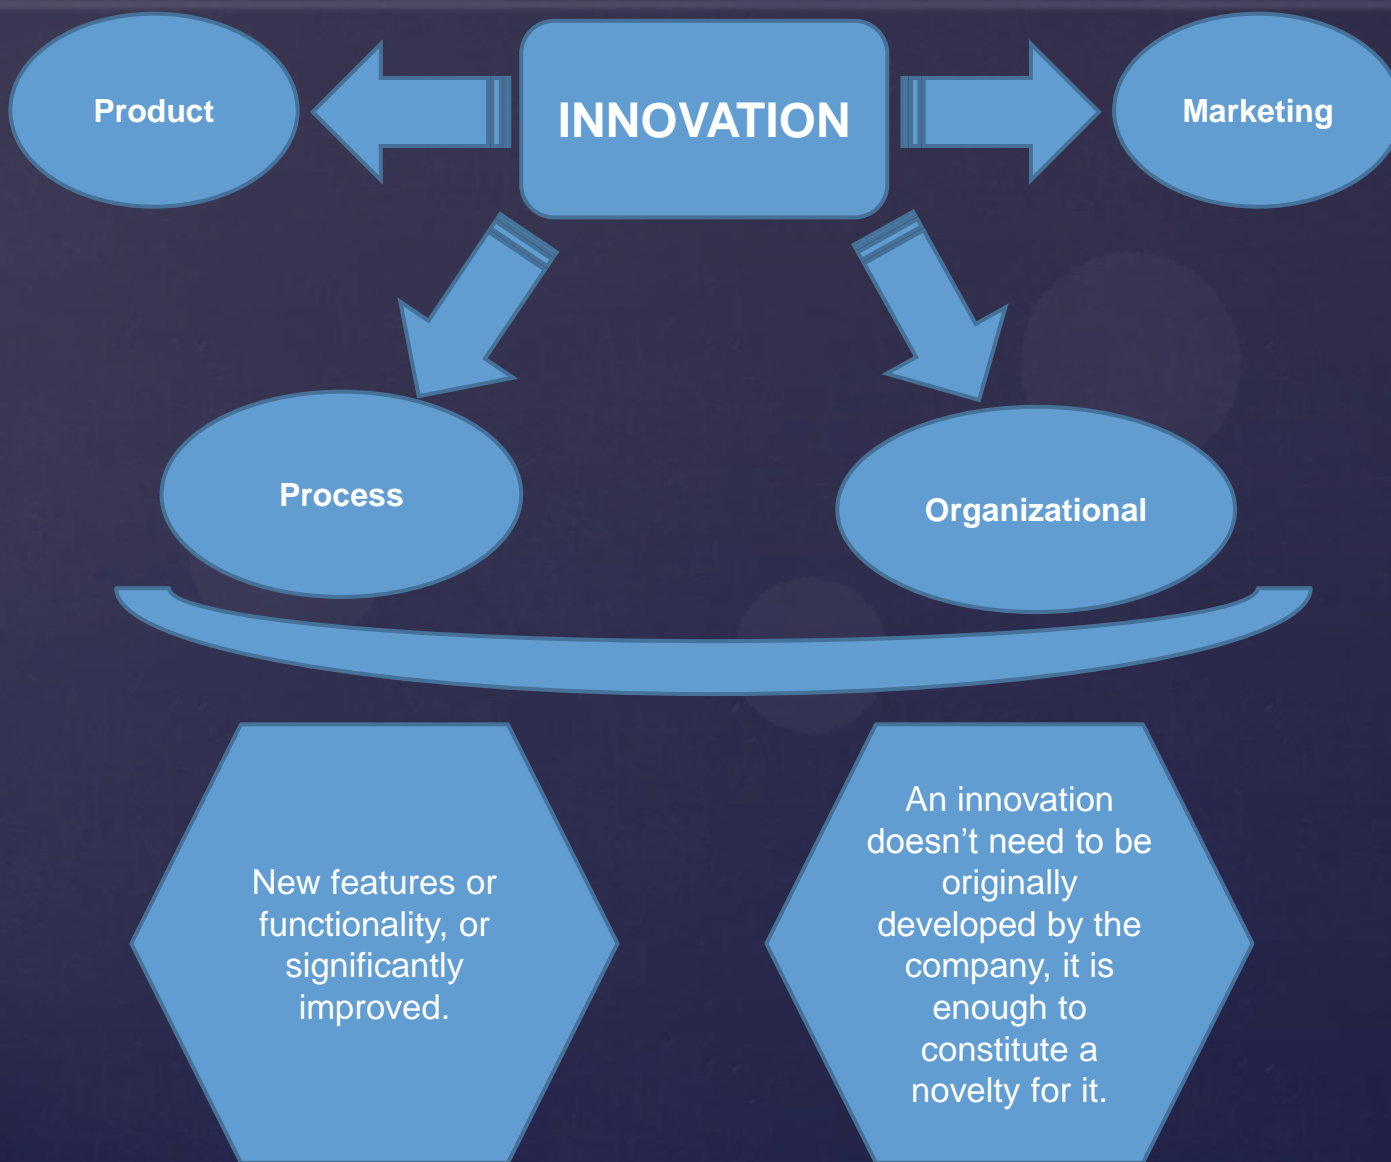 Product
INNOVATION
Marketing
Process
Organizational
New features or
functionality, or
significantly
improved.
An innovation
doesn’t need to be
originally
developed by the
company, it is
enough to
constitute a
novelty for it.